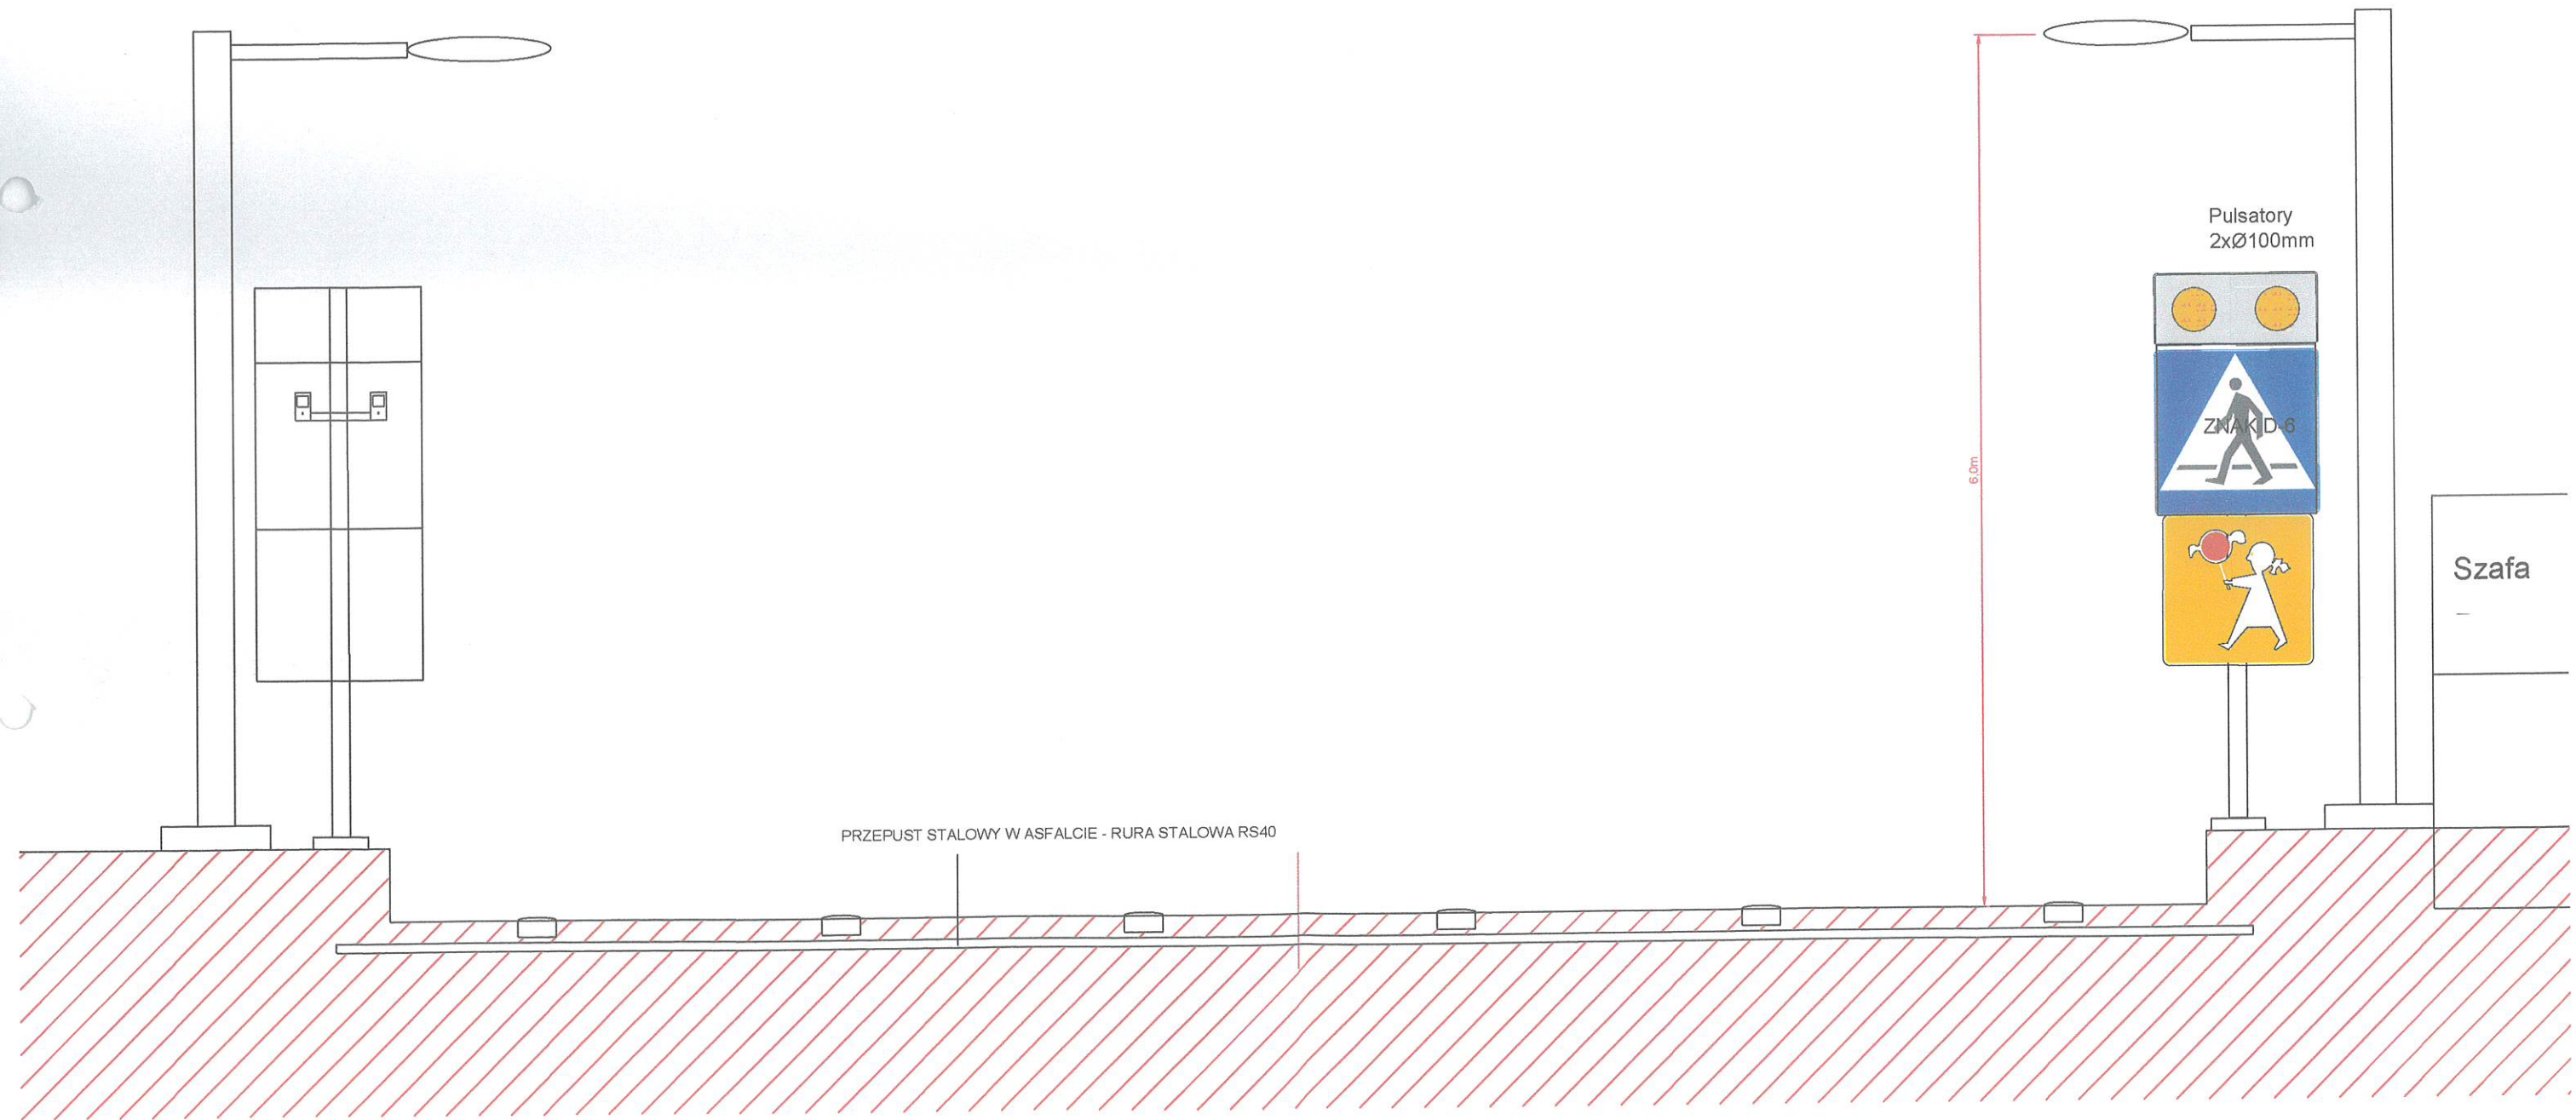 Pulsatory
2xØ100mm
ZNAK D-6
6,0m
Szafa
PRZEPUST STALOWY W ASFALCIE - RURA STALOWA RS40